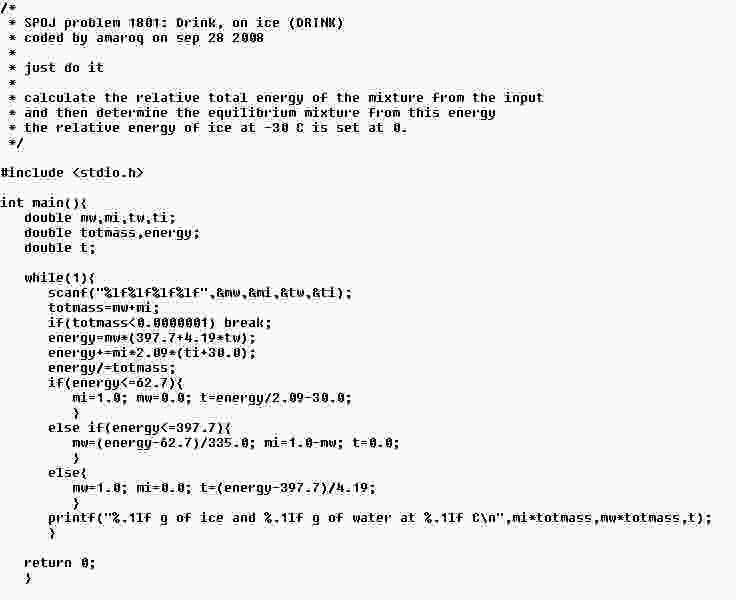 /*
 * SPOJ problem 1801: Drink, on ice (DRINK)
 * coded by amaroq on sep 28 2008
 *
 * just do it
 *
 * calculate the relative total energy of the mixture from the input
 * and then determine the equilibrium mixture from this energy
 * the relative energy of ice at -30 C is set at 0.
 */

#include <stdio.h>

int main(){
   double mw,mi,tw,ti;
   double totmass,energy;
   double t;

   while(1){
      scanf("%lf%lf%lf%lf",&mw,&mi,&tw,&ti);
      totmass=mw+mi;
      if(totmass<0.0000001) break;
      energy=mw*(397.7+4.19*tw);
      energy+=mi*2.09*(ti+30.0);
      energy/=totmass;
      if(energy<=62.7){
         mi=1.0; mw=0.0; t=energy/2.09-30.0;
         }
      else if(energy<=397.7){
         mw=(energy-62.7)/335.0; mi=1.0-mw; t=0.0;
         }
      else{
         mw=1.0; mi=0.0; t=(energy-397.7)/4.19;
         }
      printf("%.1lf g of ice and %.1lf g of water at %.1lf C\n",mi*totmass,mw*totmass,t);
      }

   return 0;
   }